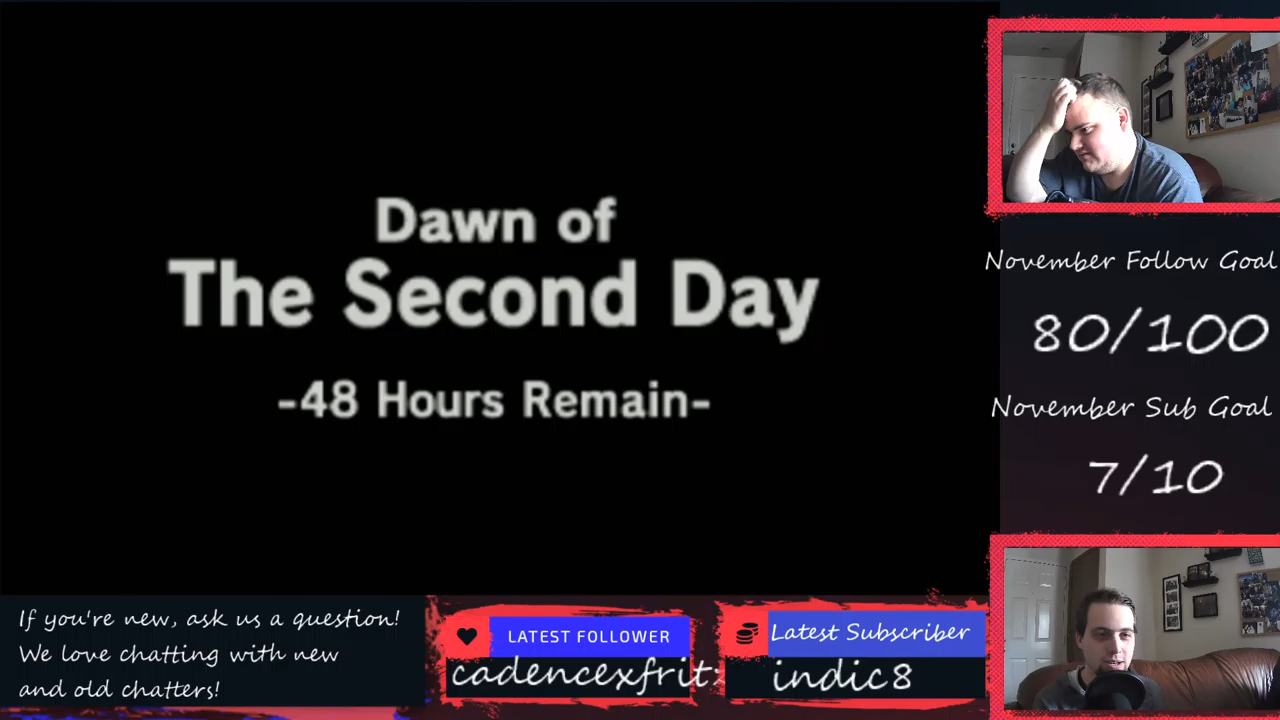 Dawn of
The Second Day
-48 Hours Remain-
November Follow Goal
80/100
November Sub Goal
7/10
If you're new, ask us a question!
We love chatting with new
and old chatters!
LATEST FOLLOWER
cadencexfritz
Latest Subscriber
indic8